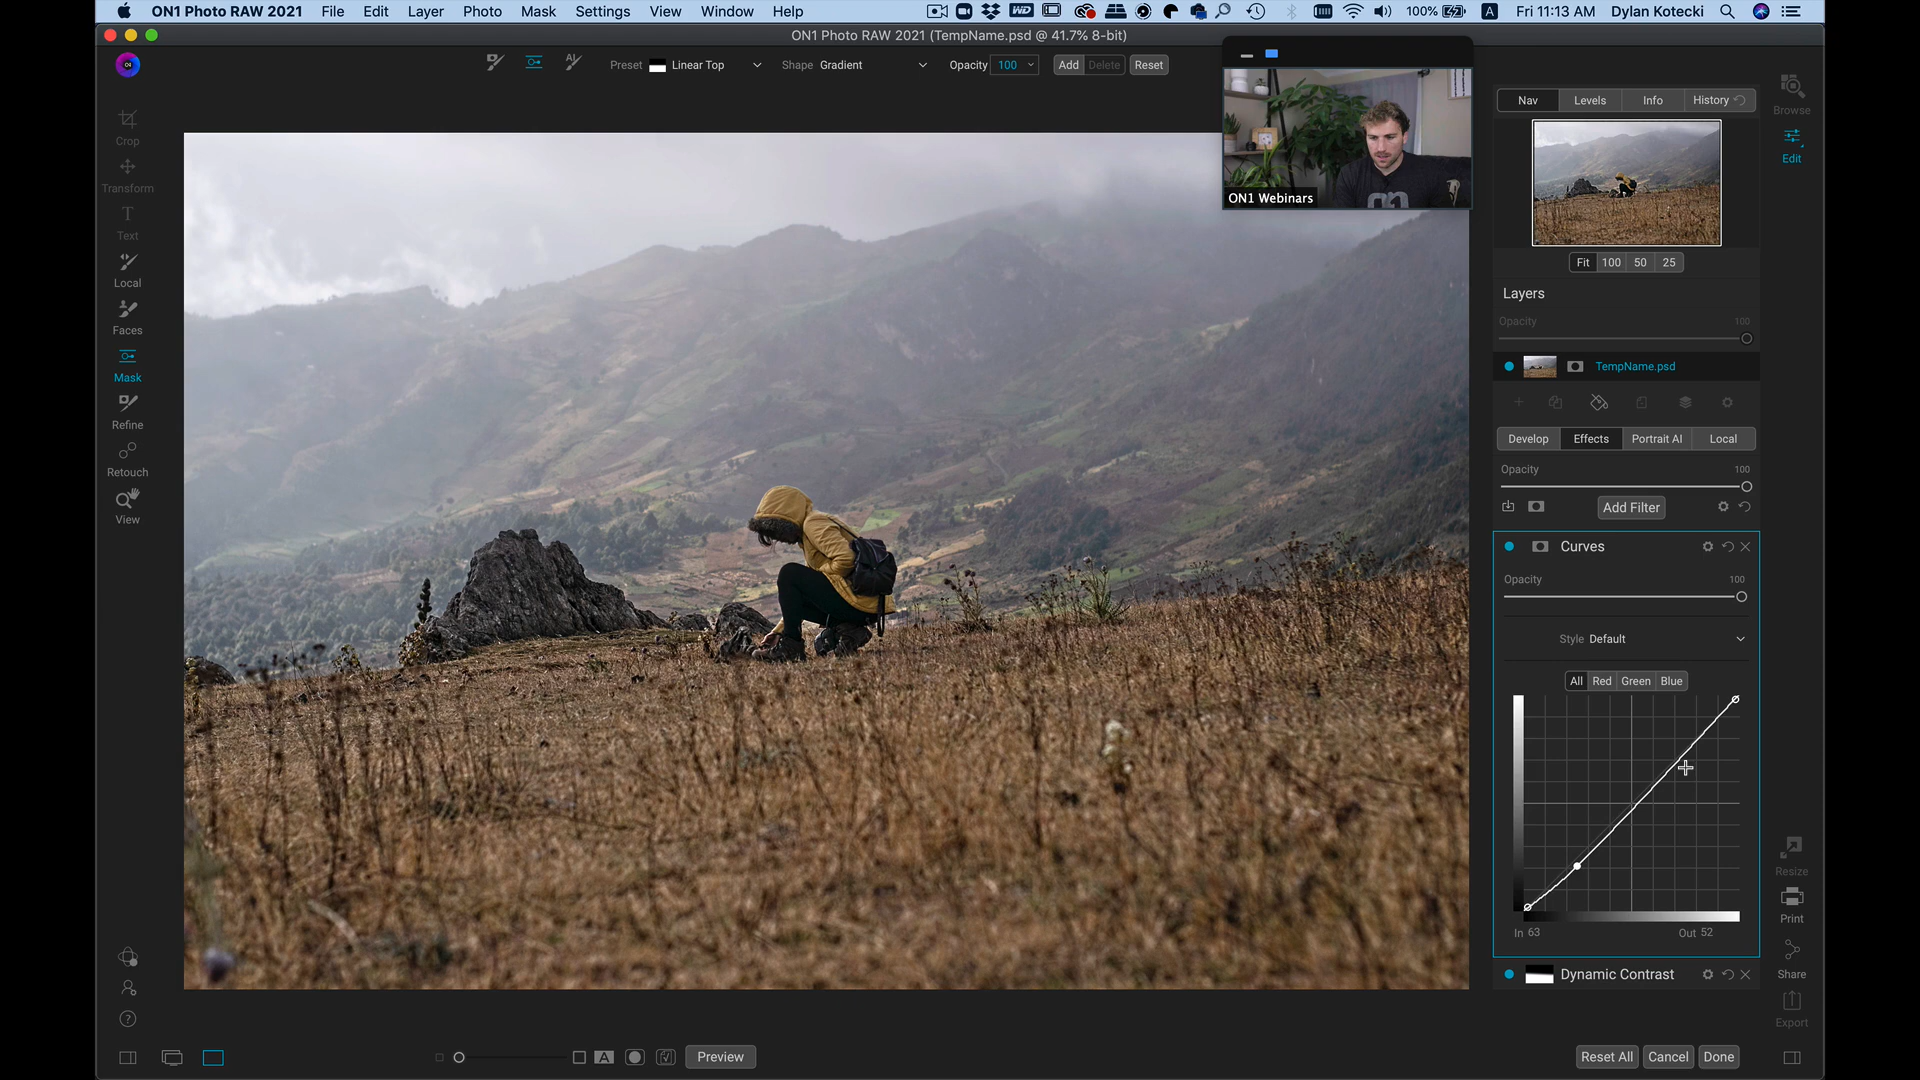 ON1 Photo RAW 2021 File Edit Layer Photo Mask Settings View Window Help 100% A Fri 11:13 AM Dylan Kotecki
ON1 Photo RAW 2021 (TempName.psd @ 41.7% 8-bit)
Preset Linear Top Shape Gradient Opacity 100 Add Delete Reset
Crop
Transform
Text
Local
Faces
Mask
Refine
Retouch
View
ON1 Webinars
Nav Levels Info History
Browse
Edit
Fit 100 50 25
Layers
Opacity 100
TempName.psd
Develop Effects Portrait AI Local
Opacity 100
Add Filter
Curves
Opacity 100
Style Default
All Red Green Blue
In 63 Out 52
Dynamic Contrast
Resize
Print
Share
Export
A Preview
Reset All Cancel Done